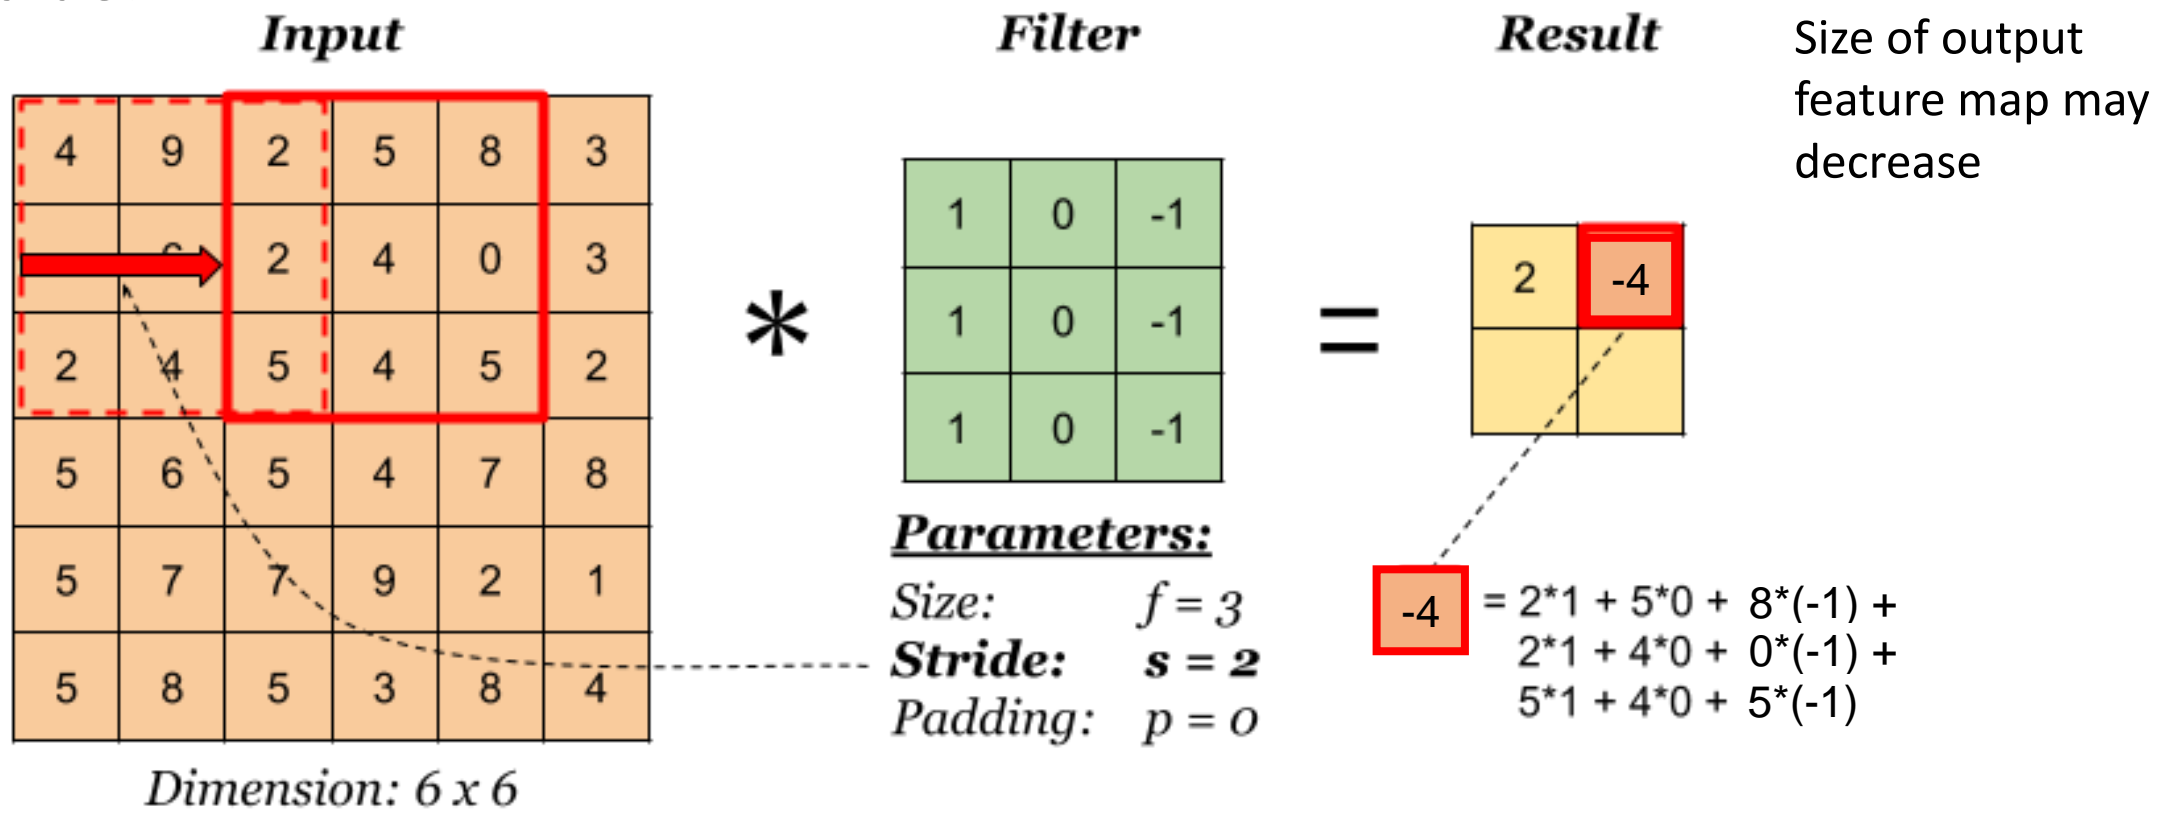 Input
Filter
Result
Size of output
feature map may
decrease
4 9 2 5 8 3
2 4 0 3
2 4 5 4 5 2
5 6 5 4 7 8
5 7 7 9 2 1
5 8 5 3 8 4
Dimension: 6 x 6
*
1 0 -1
1 0 -1
1 0 -1
Parameters:
Size: f = 3
Stride: s = 2
Padding: p = 0
=
2 -4
-4 = 2*1 + 5*0 + 8*(-1) +
2*1 + 4*0 + 0*(-1) +
5*1 + 4*0 + 5*(-1)